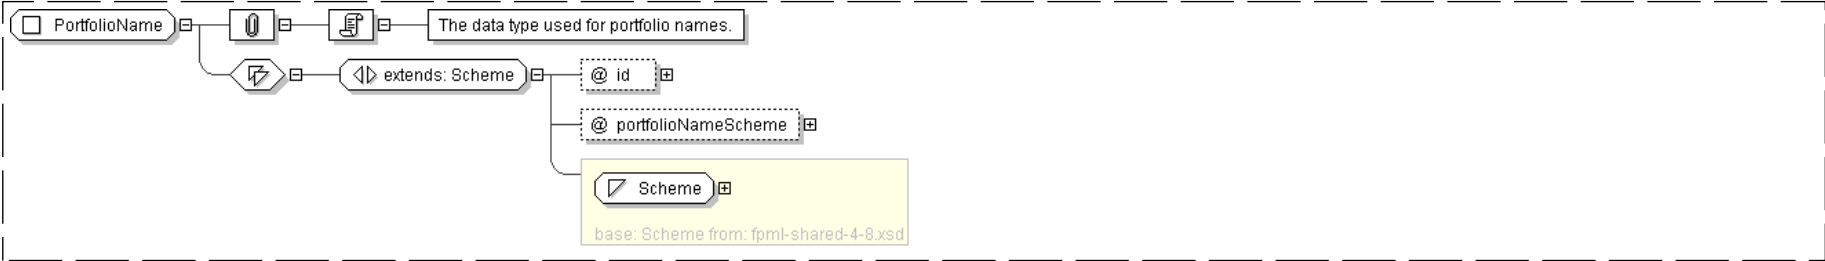 PortfolioName
The data type used for portfolio names.
extends: Scheme
@ id
@ portfolioNameScheme
Scheme
base: Scheme from: fpml-shared-4-8.xsd